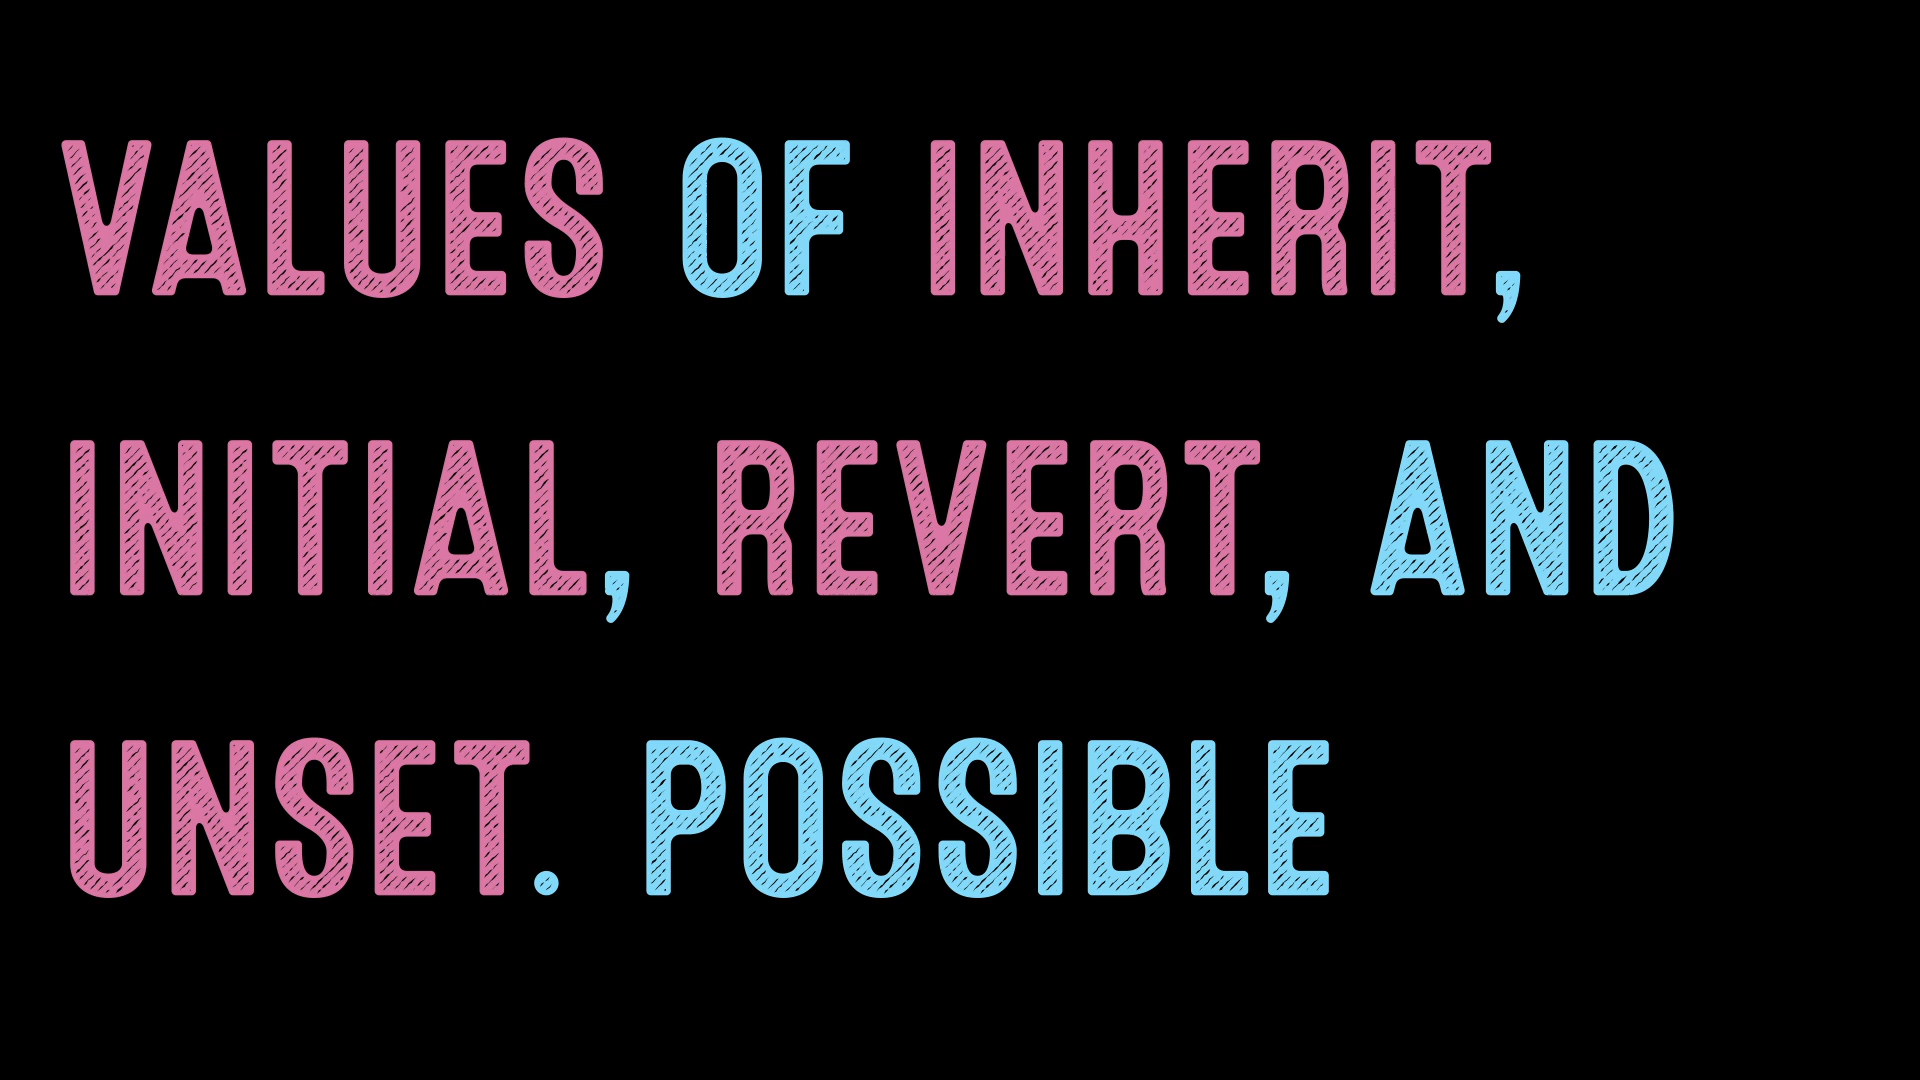 VALUES OF INHERIT,
INITIAL, REVERT, AND
UNSET. POSSIBLE